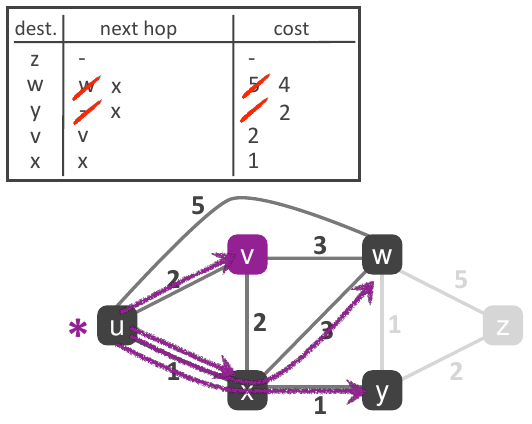 dest. next hop cost
z - -
w w x 5 4
y - x - 2
v v 2
x x 1
5
v 3 w
2 5
* u 2 3 1 z
1 2
x 1 y